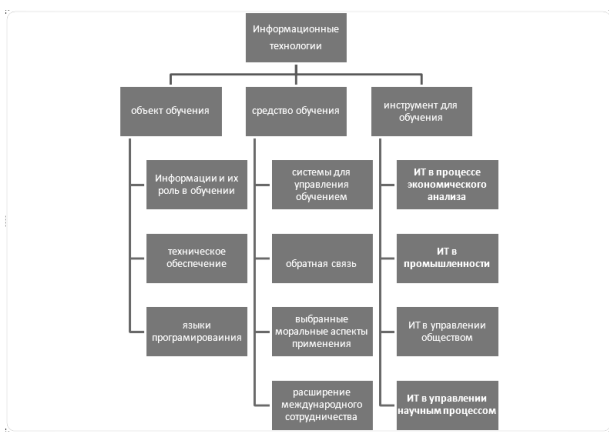 Информационные
технологии
объект обучения
средство обучения
инструмент для
обучения
Информации и их
роль в обучении
техническое
обеспечение
языки
програмироаиния
системы для
управления
обучением
обратная связь
выбранные
моральные аспекты
применения
расширение
международного
сотрудничества
ИТ в процессе
экономического
анализа
ИТ в
промышленности
ИТ в управлении
обществом
ИТ в управлении
научным процессом